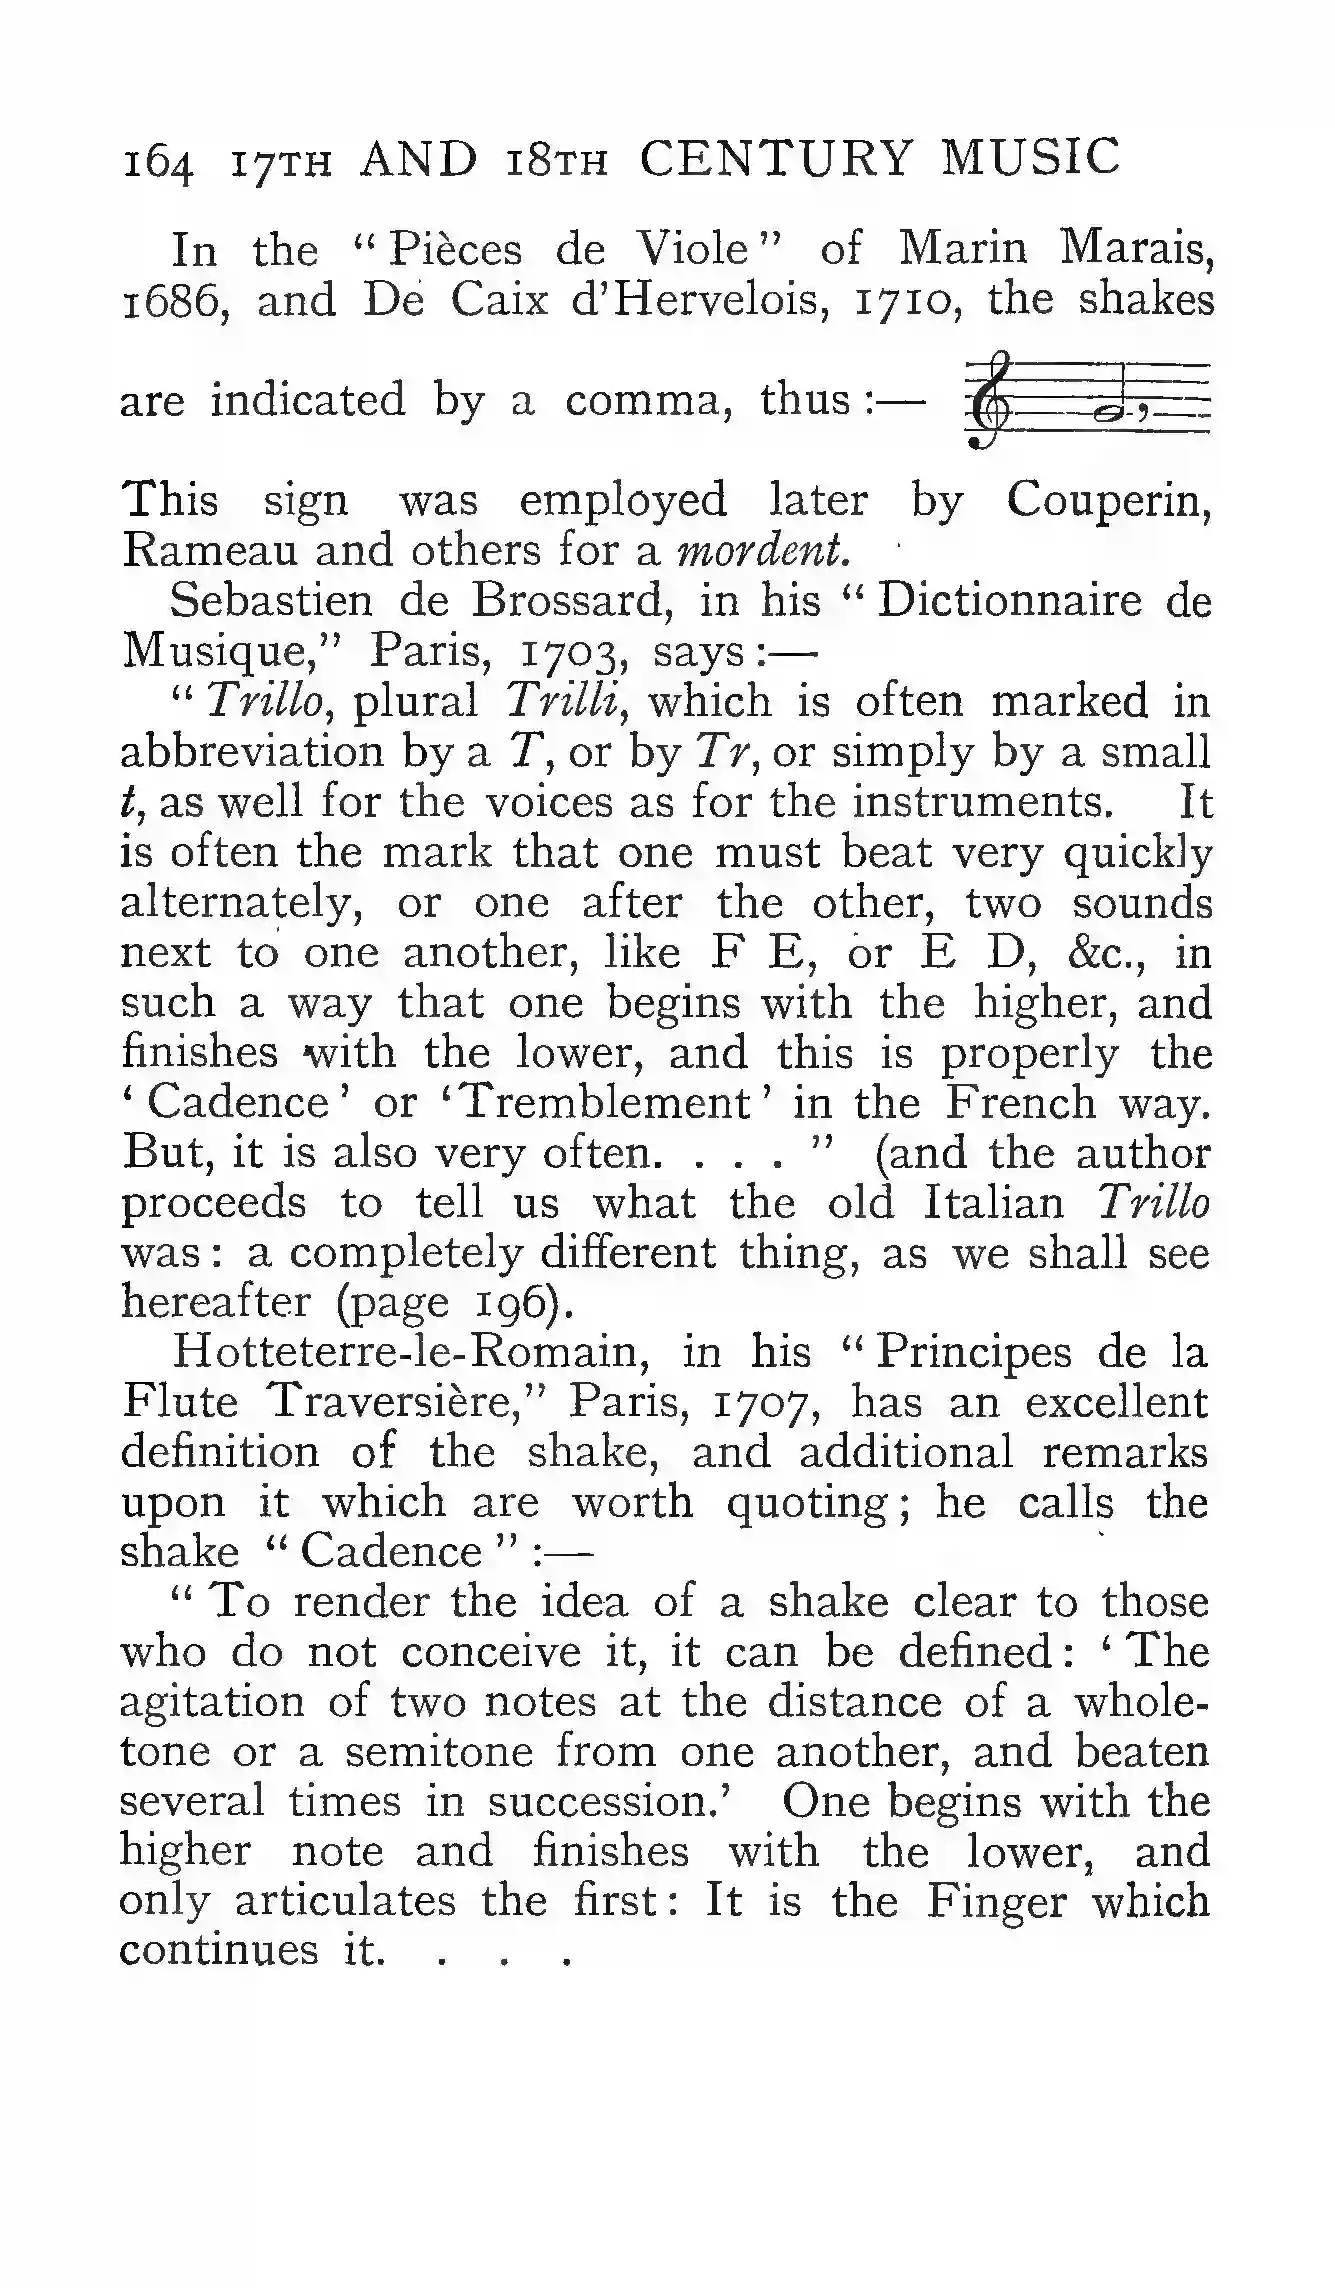 164 17TH AND 18TH CENTURY MUSIC
In the “Pièces de Viole” of Marin Marais,
1686, and De Caix d’Hervelois, 1710, the shakes
are indicated by a comma, thus :—
This sign was employed later by Couperin,
Rameau and others for a mordent.
Sebastien de Brossard, in his “Dictionnaire de
Musique,” Paris, 1703, says :—
“Trillo, plural Trilli, which is often marked in
abbreviation by a T, or by Tr, or simply by a small
t, as well for the voices as for the instruments. It
is often the mark that one must beat very quickly
alternately, or one after the other, two sounds
next to one another, like F E, or E D, &c., in
such a way that one begins with the higher, and
finishes with the lower, and this is properly the
‘Cadence’ or ‘Tremblement’ in the French way.
But, it is also very often. . . . ” (and the author
proceeds to tell us what the old Italian Trillo
was: a completely different thing, as we shall see
hereafter (page 196).
Hotteterre-le-Romain, in his “Principes de la
Flute Traversière,” Paris, 1707, has an excellent
definition of the shake, and additional remarks
upon it which are worth quoting; he calls the
shake “Cadence” :—
“To render the idea of a shake clear to those
who do not conceive it, it can be defined: ‘The
agitation of two notes at the distance of a whole-
tone or a semitone from one another, and beaten
several times in succession.’ One begins with the
higher note and finishes with the lower, and
only articulates the first: It is the Finger which
continues it. . . .